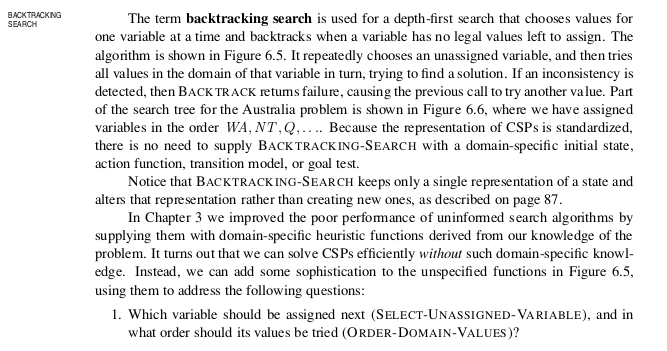 BACKTRACKING
SEARCH
The term backtracking search is used for a depth-first search that chooses values for
one variable at a time and backtracks when a variable has no legal values left to assign. The
algorithm is shown in Figure 6.5. It repeatedly chooses an unassigned variable, and then tries
all values in the domain of that variable in turn, trying to find a solution. If an inconsistency is
detected, then BACKTRACK returns failure, causing the previous call to try another value. Part
of the search tree for the Australia problem is shown in Figure 6.6, where we have assigned
variables in the order WA, NT, Q, . . .. Because the representation of CSPs is standardized,
there is no need to supply BACKTRACKING-SEARCH with a domain-specific initial state,
action function, transition model, or goal test.
Notice that BACKTRACKING-SEARCH keeps only a single representation of a state and
alters that representation rather than creating new ones, as described on page 87.
In Chapter 3 we improved the poor performance of uninformed search algorithms by
supplying them with domain-specific heuristic functions derived from our knowledge of the
problem. It turns out that we can solve CSPs efficiently without such domain-specific knowl-
edge. Instead, we can add some sophistication to the unspecified functions in Figure 6.5,
using them to address the following questions:
1. Which variable should be assigned next (SELECT-UNASSIGNED-VARIABLE), and in
what order should its values be tried (ORDER-DOMAIN-VALUES)?